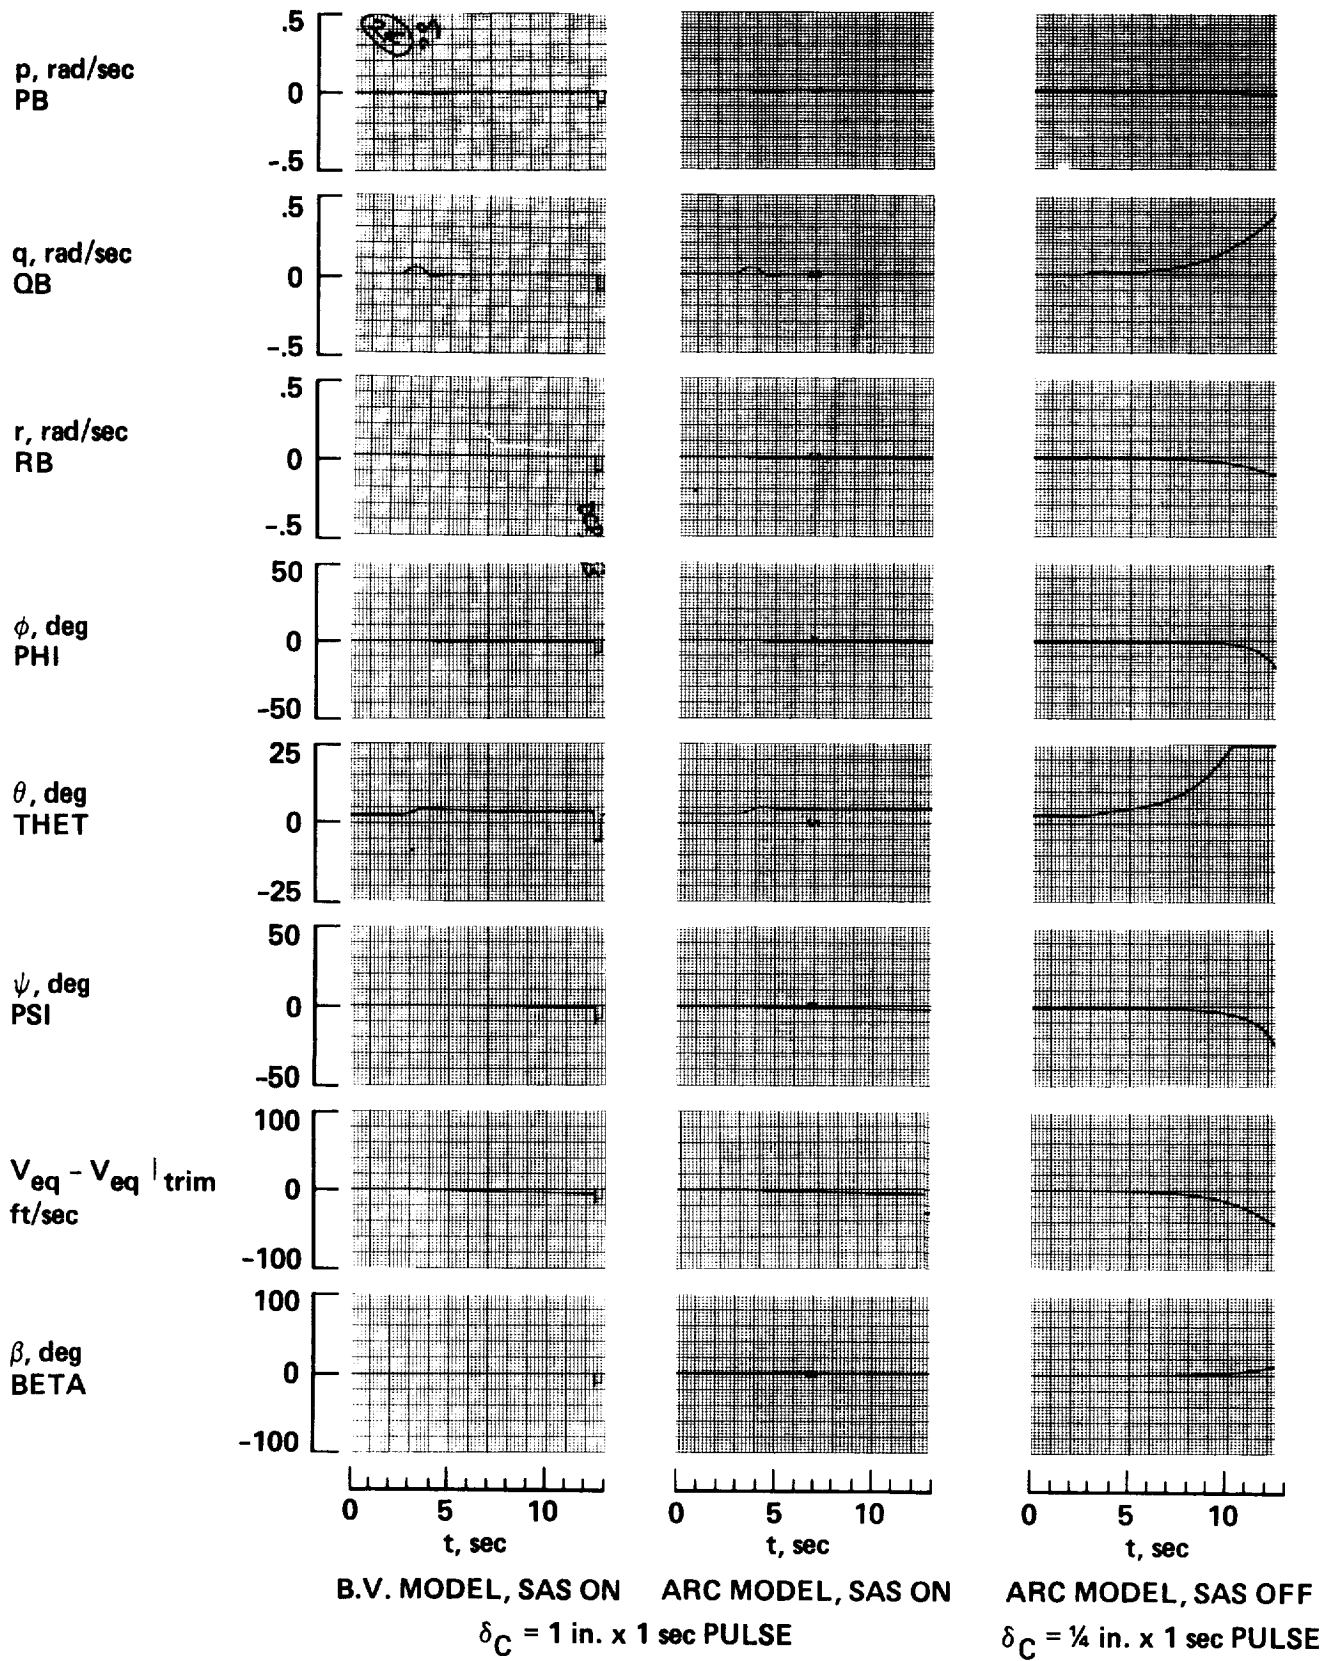 .5
p, rad/sec
PB
0
-.5
.5
q, rad/sec
QB
0
-.5
.5
r, rad/sec
RB
0
-.5
50
ϕ, deg
PHI
0
-50
25
θ, deg
THET
0
-25
50
ψ, deg
PSI
0
-50
100
V_eq - V_eq |_trim
ft/sec
0
-100
100
β, deg
BETA
0
-100
0 5 10
t, sec
0 5 10
t, sec
0 5 10
t, sec
B.V. MODEL, SAS ON
ARC MODEL, SAS ON
ARC MODEL, SAS OFF
δ_C = 1 in. x 1 sec PULSE
δ_C = ¼ in. x 1 sec PULSE